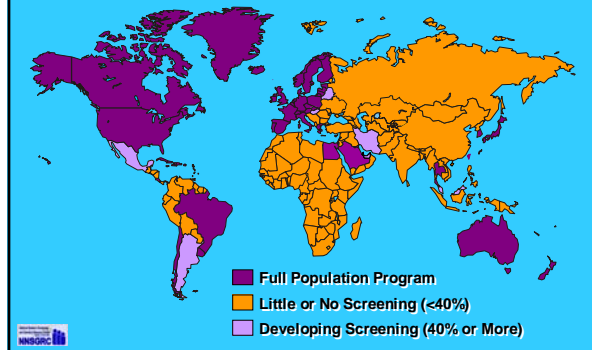 Full Population Program
Little or No Screening (<40%)
Developing Screening (40% or More)
NNSGRC